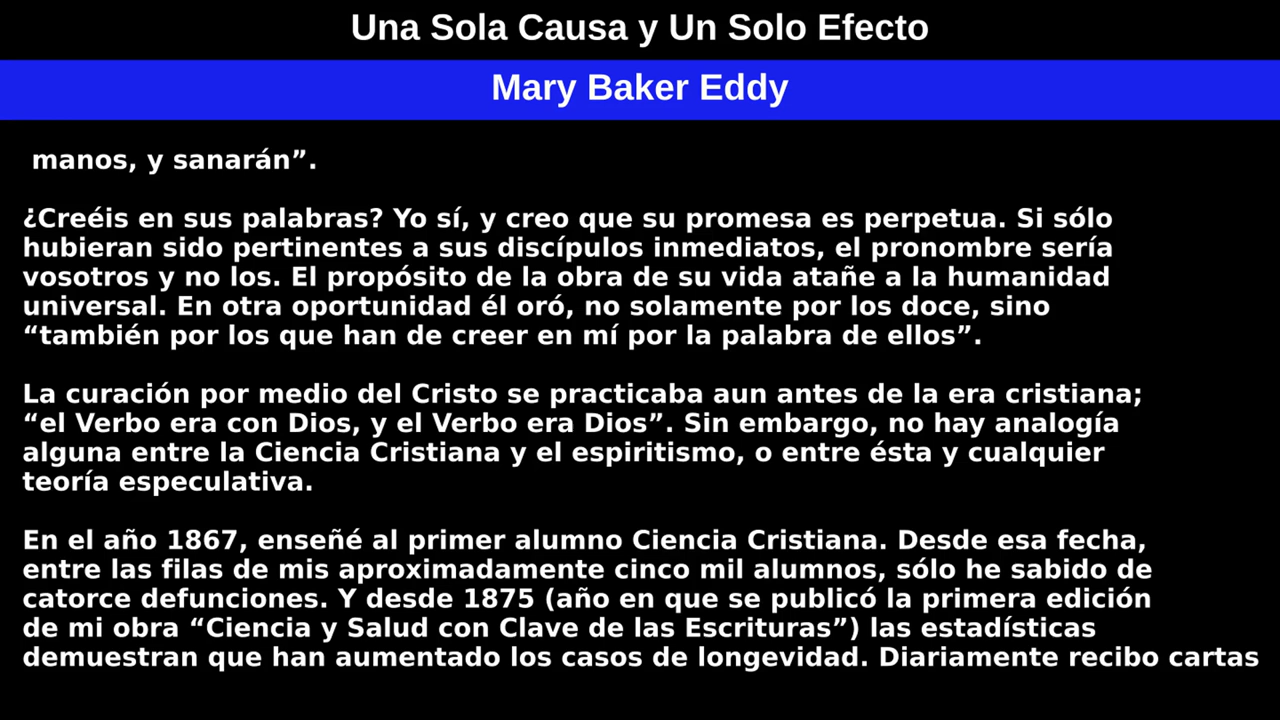 Una Sola Causa y Un Solo Efecto
Mary Baker Eddy
manos, y sanarán”.
¿Creéis en sus palabras? Yo sí, y creo que su promesa es perpetua. Si sólo
hubieran sido pertinentes a sus discípulos inmediatos, el pronombre sería
vosotros y no los. El propósito de la obra de su vida atañe a la humanidad
universal. En otra oportunidad él oró, no solamente por los doce, sino
“también por los que han de creer en mí por la palabra de ellos”.
La curación por medio del Cristo se practicaba aun antes de la era cristiana;
“el Verbo era con Dios, y el Verbo era Dios”. Sin embargo, no hay analogía
alguna entre la Ciencia Cristiana y el espiritismo, o entre ésta y cualquier
teoría especulativa.
En el año 1867, enseñé al primer alumno Ciencia Cristiana. Desde esa fecha,
entre las filas de mis aproximadamente cinco mil alumnos, sólo he sabido de
catorce defunciones. Y desde 1875 (año en que se publicó la primera edición
de mi obra “Ciencia y Salud con Clave de las Escrituras”) las estadísticas
demuestran que han aumentado los casos de longevidad. Diariamente recibo cartas